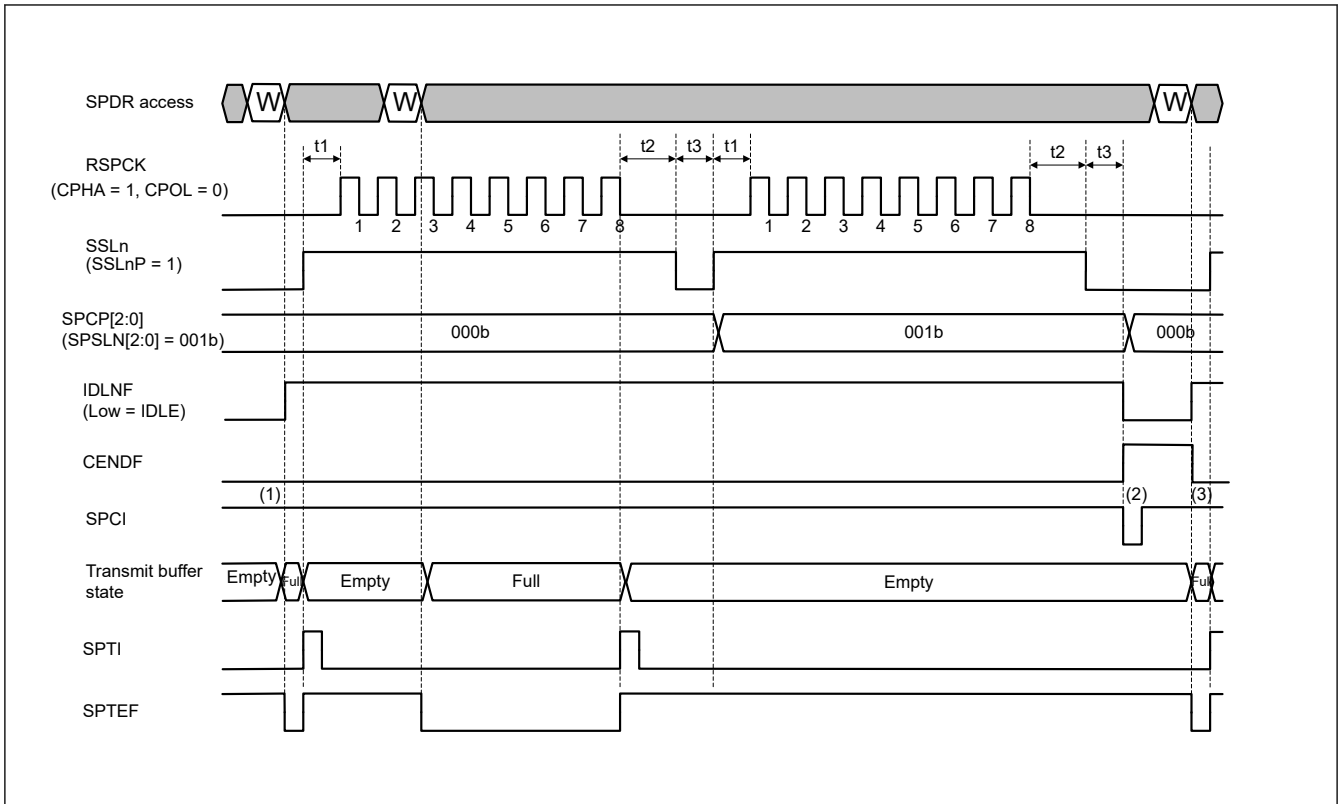 SPDR access
W
W
W
t1
t2
t3
t1
t2
t3
RSPCK
(CPHA = 1, CPOL = 0)
1 2 3 4 5 6 7 8
1 2 3 4 5 6 7 8
SSLn
(SSLnP = 1)
SPCP[2:0]
(SPSLN[2:0] = 001b)
000b
001b
000b
IDLNF
(Low = IDLE)
CENDF
(1)
(2)
(3)
SPCI
Transmit buffer
state
Empty
Full
Empty
Full
Empty
Full
SPTI
SPTEF